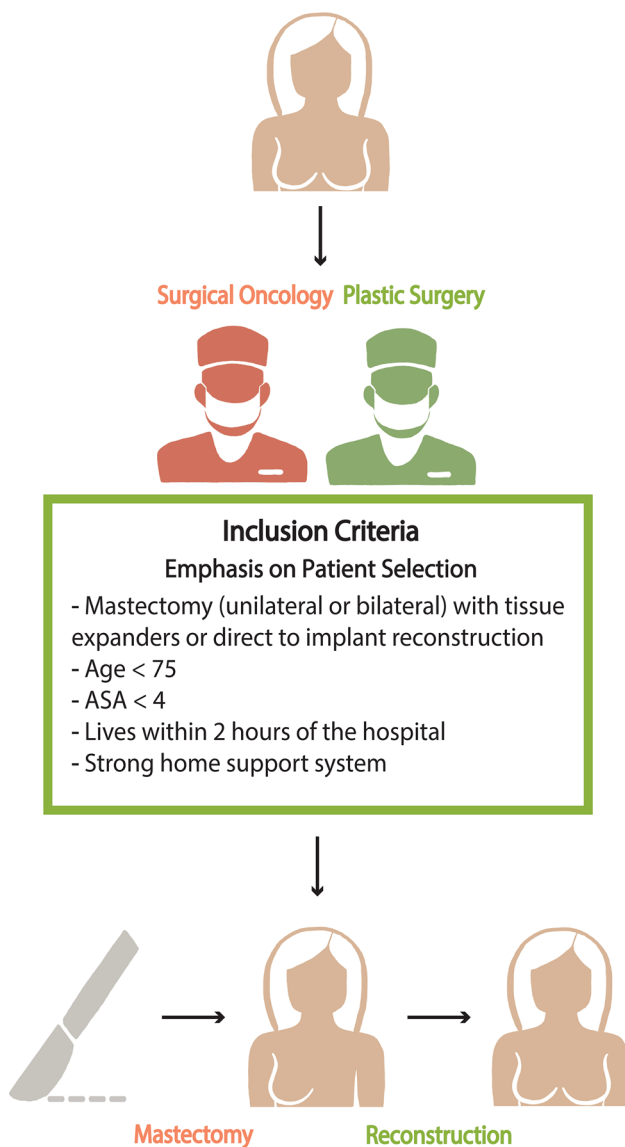 Surgical Oncology Plastic Surgery
Inclusion Criteria
Emphasis on Patient Selection
- Mastectomy (unilateral or bilateral) with tissue
expanders or direct to implant reconstruction
- Age < 75
- ASA < 4
- Lives within 2 hours of the hospital
- Strong home support system
Mastectomy Reconstruction